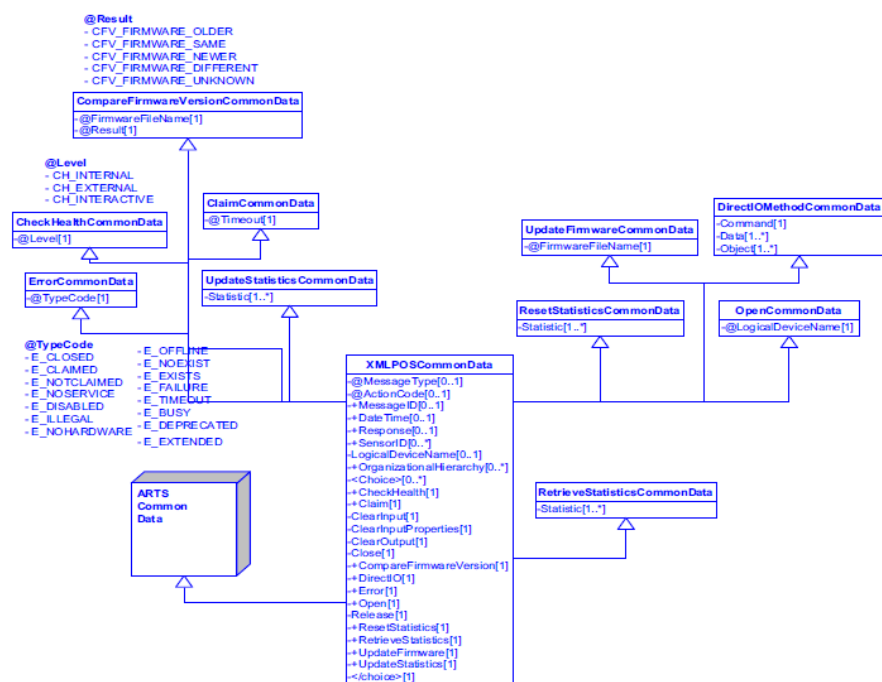 @Result
- CFV_FIRMWARE_OLDER
- CFV_FIRMWARE_SAME
- CFV_FIRMWARE_NEWER
- CFV_FIRMWARE_DIFFERENT
- CFV_FIRMWARE_UNKNOWN
CompareFirmwareVersionCommonData
-@FirmwareFileName[1]
-@Result[1]
@Level
- CH_INTERNAL
- CH_EXTERNAL
- CH_INTERACTIVE
CheckHealthCommonData
-@Level[1]
ClaimCommonData
-@Timeout[1]
ErrorCommonData
-@TypeCode[1]
UpdateStatisticsCommonData
-Statistic[1..*]
UpdateFirmwareCommonData
-@FirmwareFileName[1]
DirectIOMethodCommonData
-Command[1]
-Data[1..*]
-Object[1..*]
ResetStatisticsCommonData
-Statistic[1..*]
OpenCommonData
-@LogicalDeviceName[1]
@TypeCode
- E_CLOSED
- E_CLAIMED
- E_NOTCLAIMED
- E_NOSERVICE
- E_DISABLED
- E_ILLEGAL
- E_NOHARDWARE
- E_OFFLINE
- E_NOEXIST
- E_EXISTS
- E_FAILURE
- E_TIMEOUT
- E_BUSY
- E_DEPRECATED
- E_EXTENDED
XMLPOSCommonData
-@MessageType[0..1]
-@ActionCode[0..1]
-+MessageID[0..1]
-+DateTime[0..1]
-+Response[0..1]
-+SensorID[0..*]
-LogicalDeviceName[0..1]
-+OrganizationalHierarchy[0..*]
-<Choice>[0..*]
-+CheckHealth[1]
-+Claim[1]
-ClearInput[1]
-ClearInputProperties[1]
-ClearOutput[1]
-Close[1]
-+CompareFirmwareVersion[1]
-+DirectIO[1]
-+Error[1]
-+Open[1]
-Release[1]
-+ResetStatistics[1]
-+RetrieveStatistics[1]
-+UpdateFirmware[1]
-+UpdateStatistics[1]
-</choice>[1]
ARTS
Common
Data
RetrieveStatisticsCommonData
-Statistic[1..*]